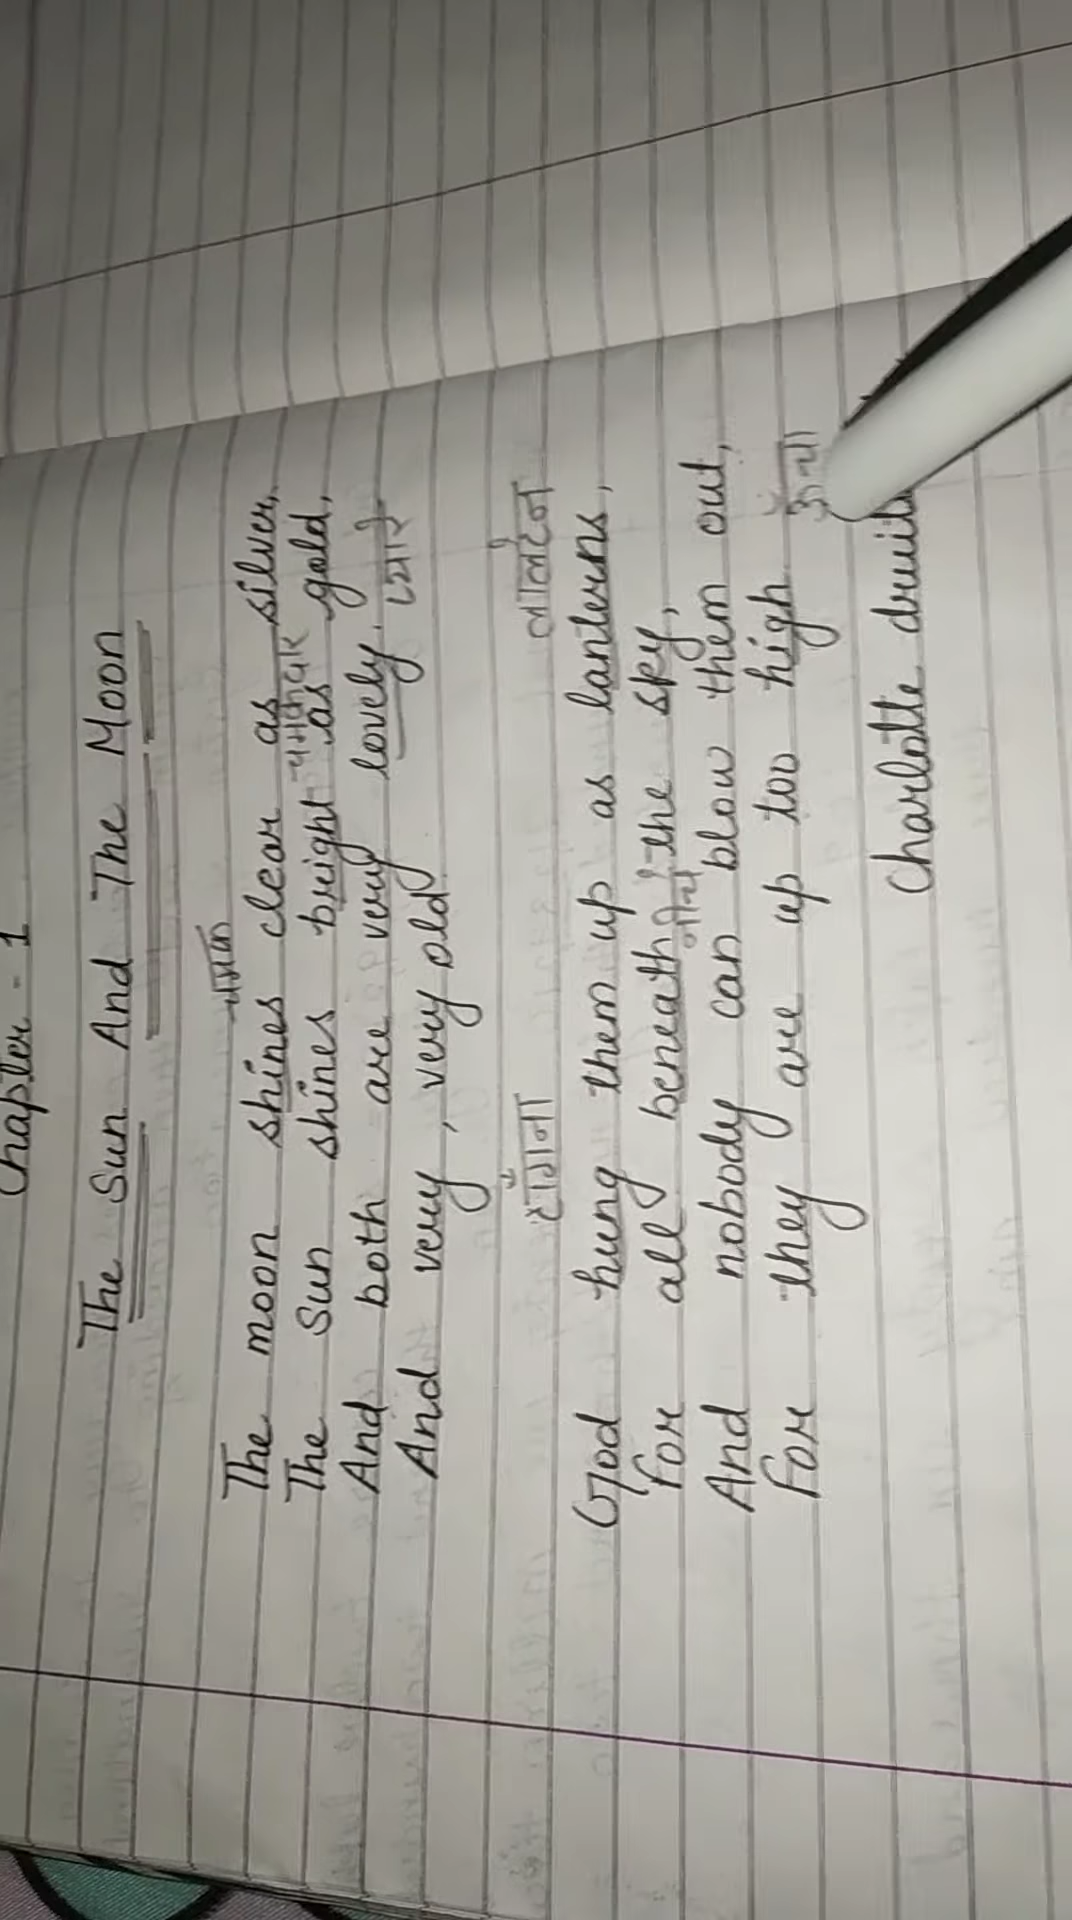 Chapter - 1
The Sun And The Moon
चमक
The moon shines clear as silver,
The Sun shines bright as gold,
चमकदार
And both are very lovely,
प्यारे
And very, very old.
टाँगना लालटेन
God hung them up as lanterns,
For all beneath the sky,
नीचे
And nobody can blow them out,
For they are up too high
ऊँचा
Charlotte druit